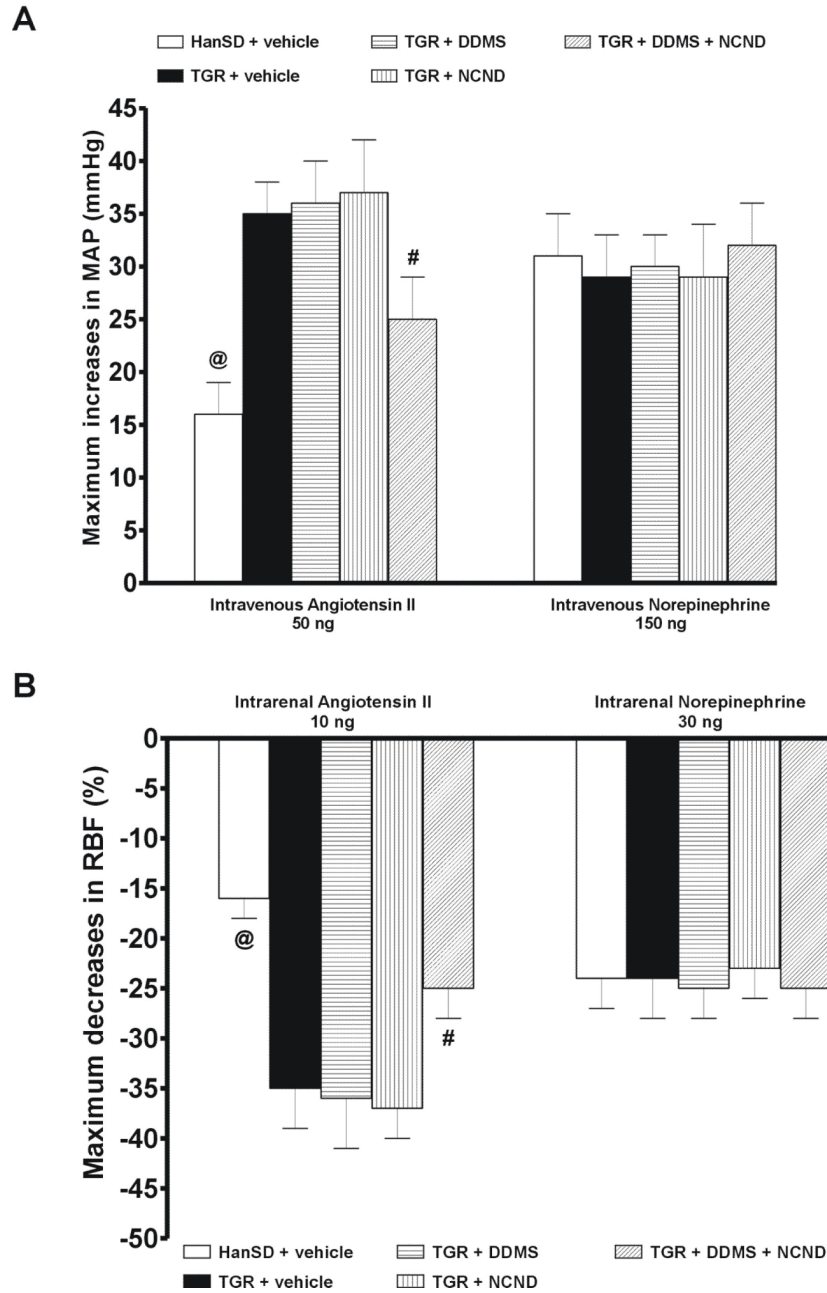 A
HanSD + vehicle TGR + DDMS TGR + DDMS + NCND
TGR + vehicle TGR + NCND
Maximum increases in MAP (mmHg)
45
40
35
30
25
20
15
10
5
0
@
#
Intravenous Angiotensin II Intravenous Norepinephrine
50 ng 150 ng
B
Intrarenal Angiotensin II Intrarenal Norepinephrine
10 ng 30 ng
Maximum decreases in RBF (%)
0
-5
-10
-15
-20
-25
-30
-35
-40
-45
-50
@
#
HanSD + vehicle TGR + DDMS TGR + DDMS + NCND
TGR + vehicle TGR + NCND